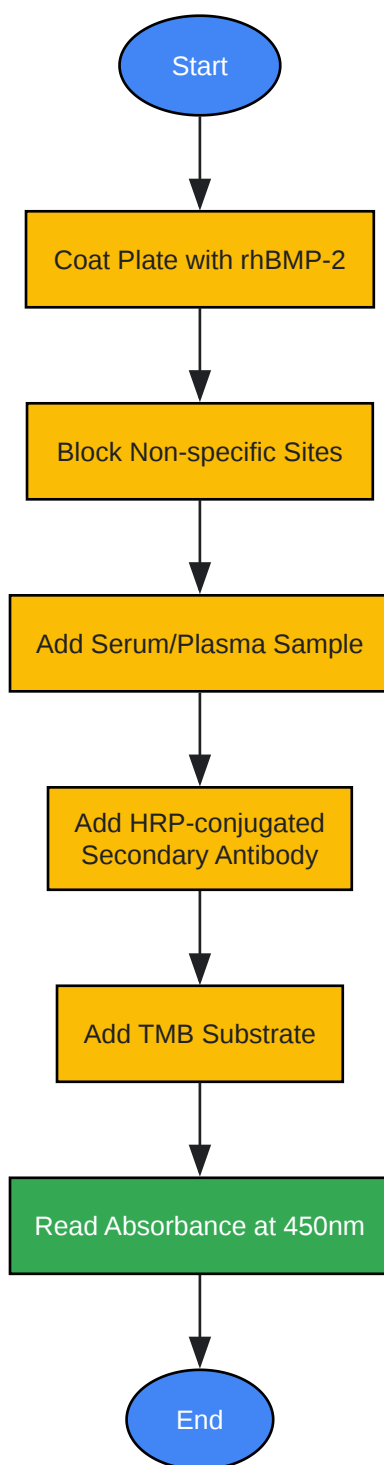 Start
Coat Plate with rhBMP-2
Block Non-specific Sites
Add Serum/Plasma Sample
Add HRP-conjugated
Secondary Antibody
Add TMB Substrate
Read Absorbance at 450nm
End